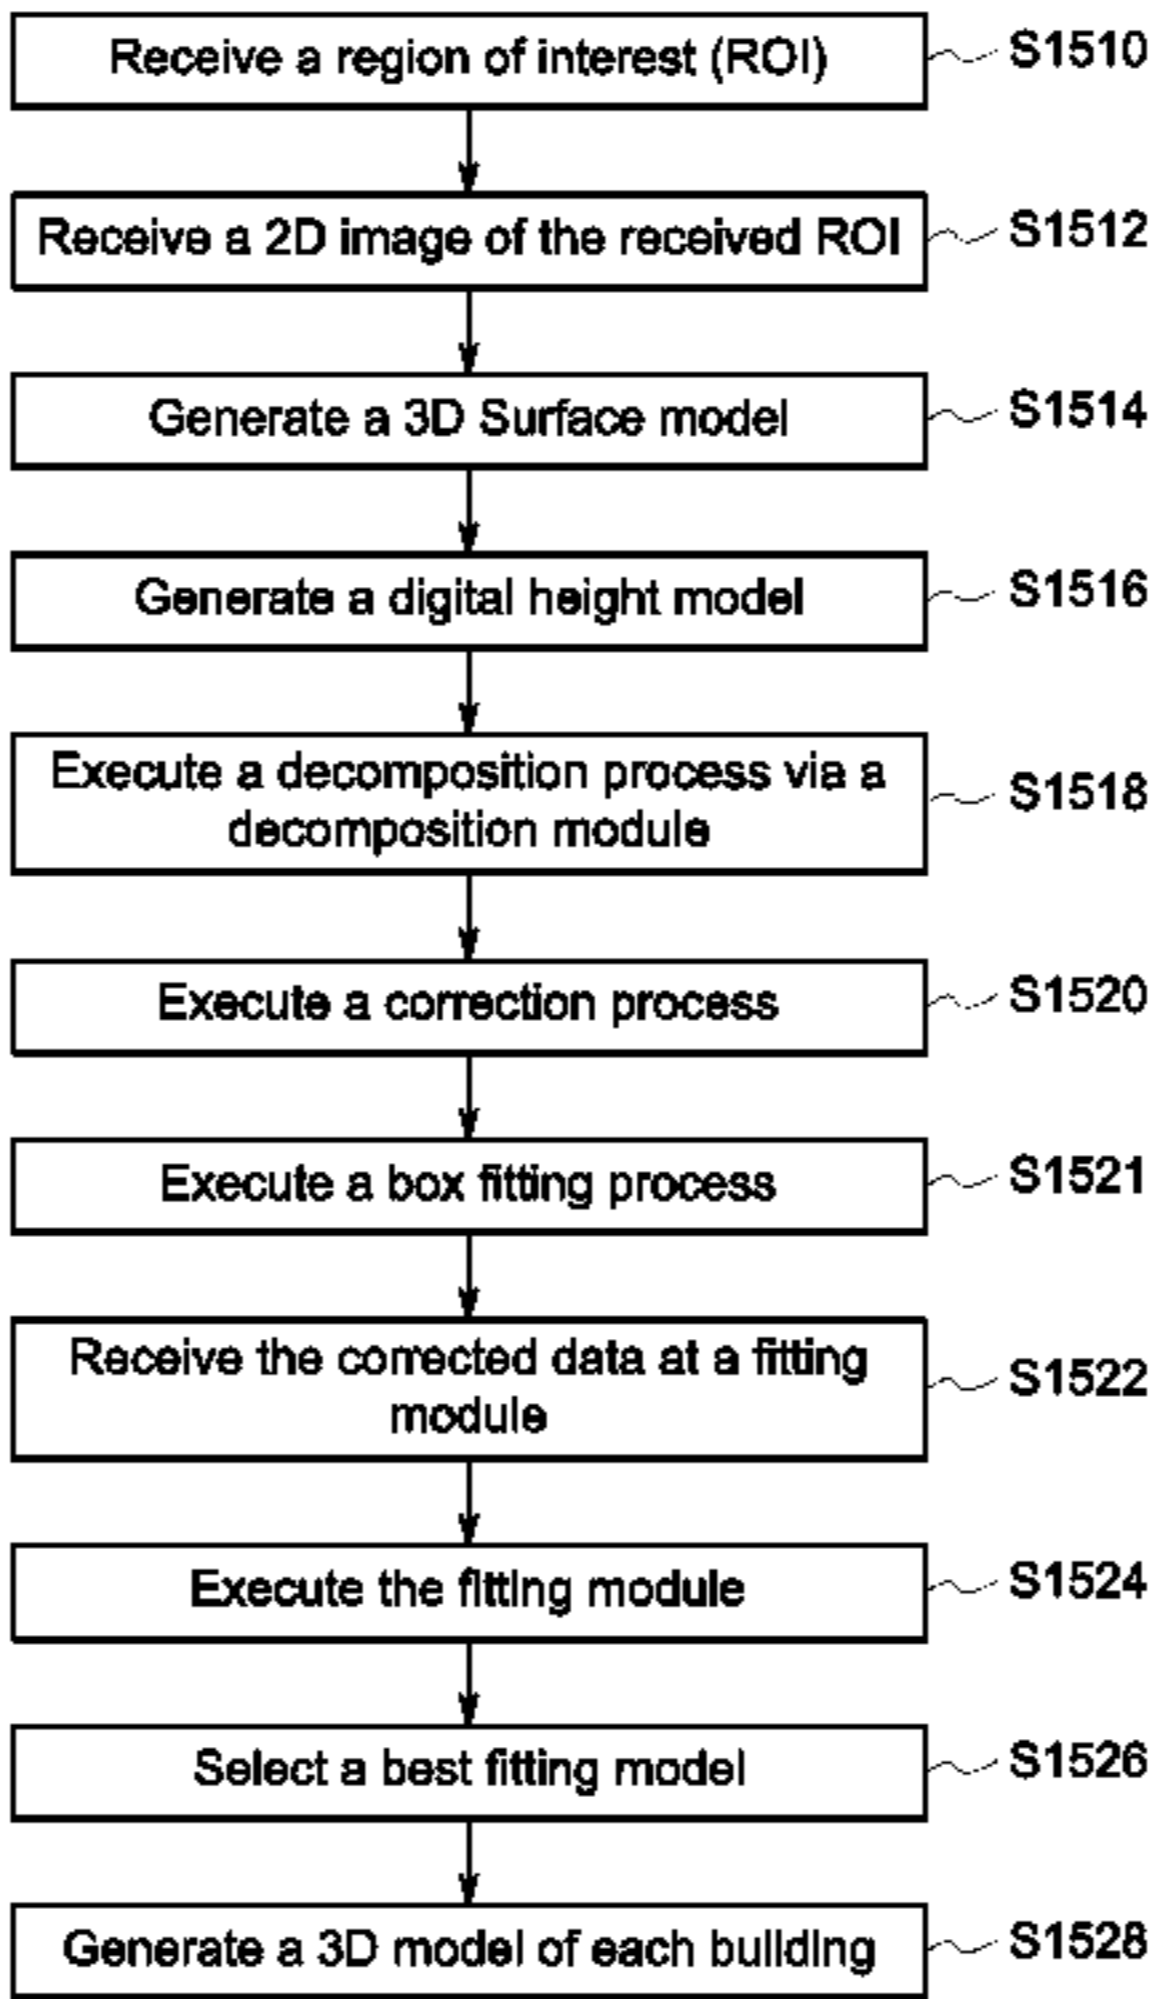 Receive a region of interest (ROI)
S1510
Receive a 2D image of the received ROI
S1512
Generate a 3D Surface model
S1514
Generate a digital height model
S1516
Execute a decomposition process via a
decomposition module
S1518
Execute a correction process
S1520
Execute a box fitting process
S1521
Receive the corrected data at a fitting
module
S1522
Execute the fitting module
S1524
Select a best fitting model
S1526
Generate a 3D model of each building
S1528